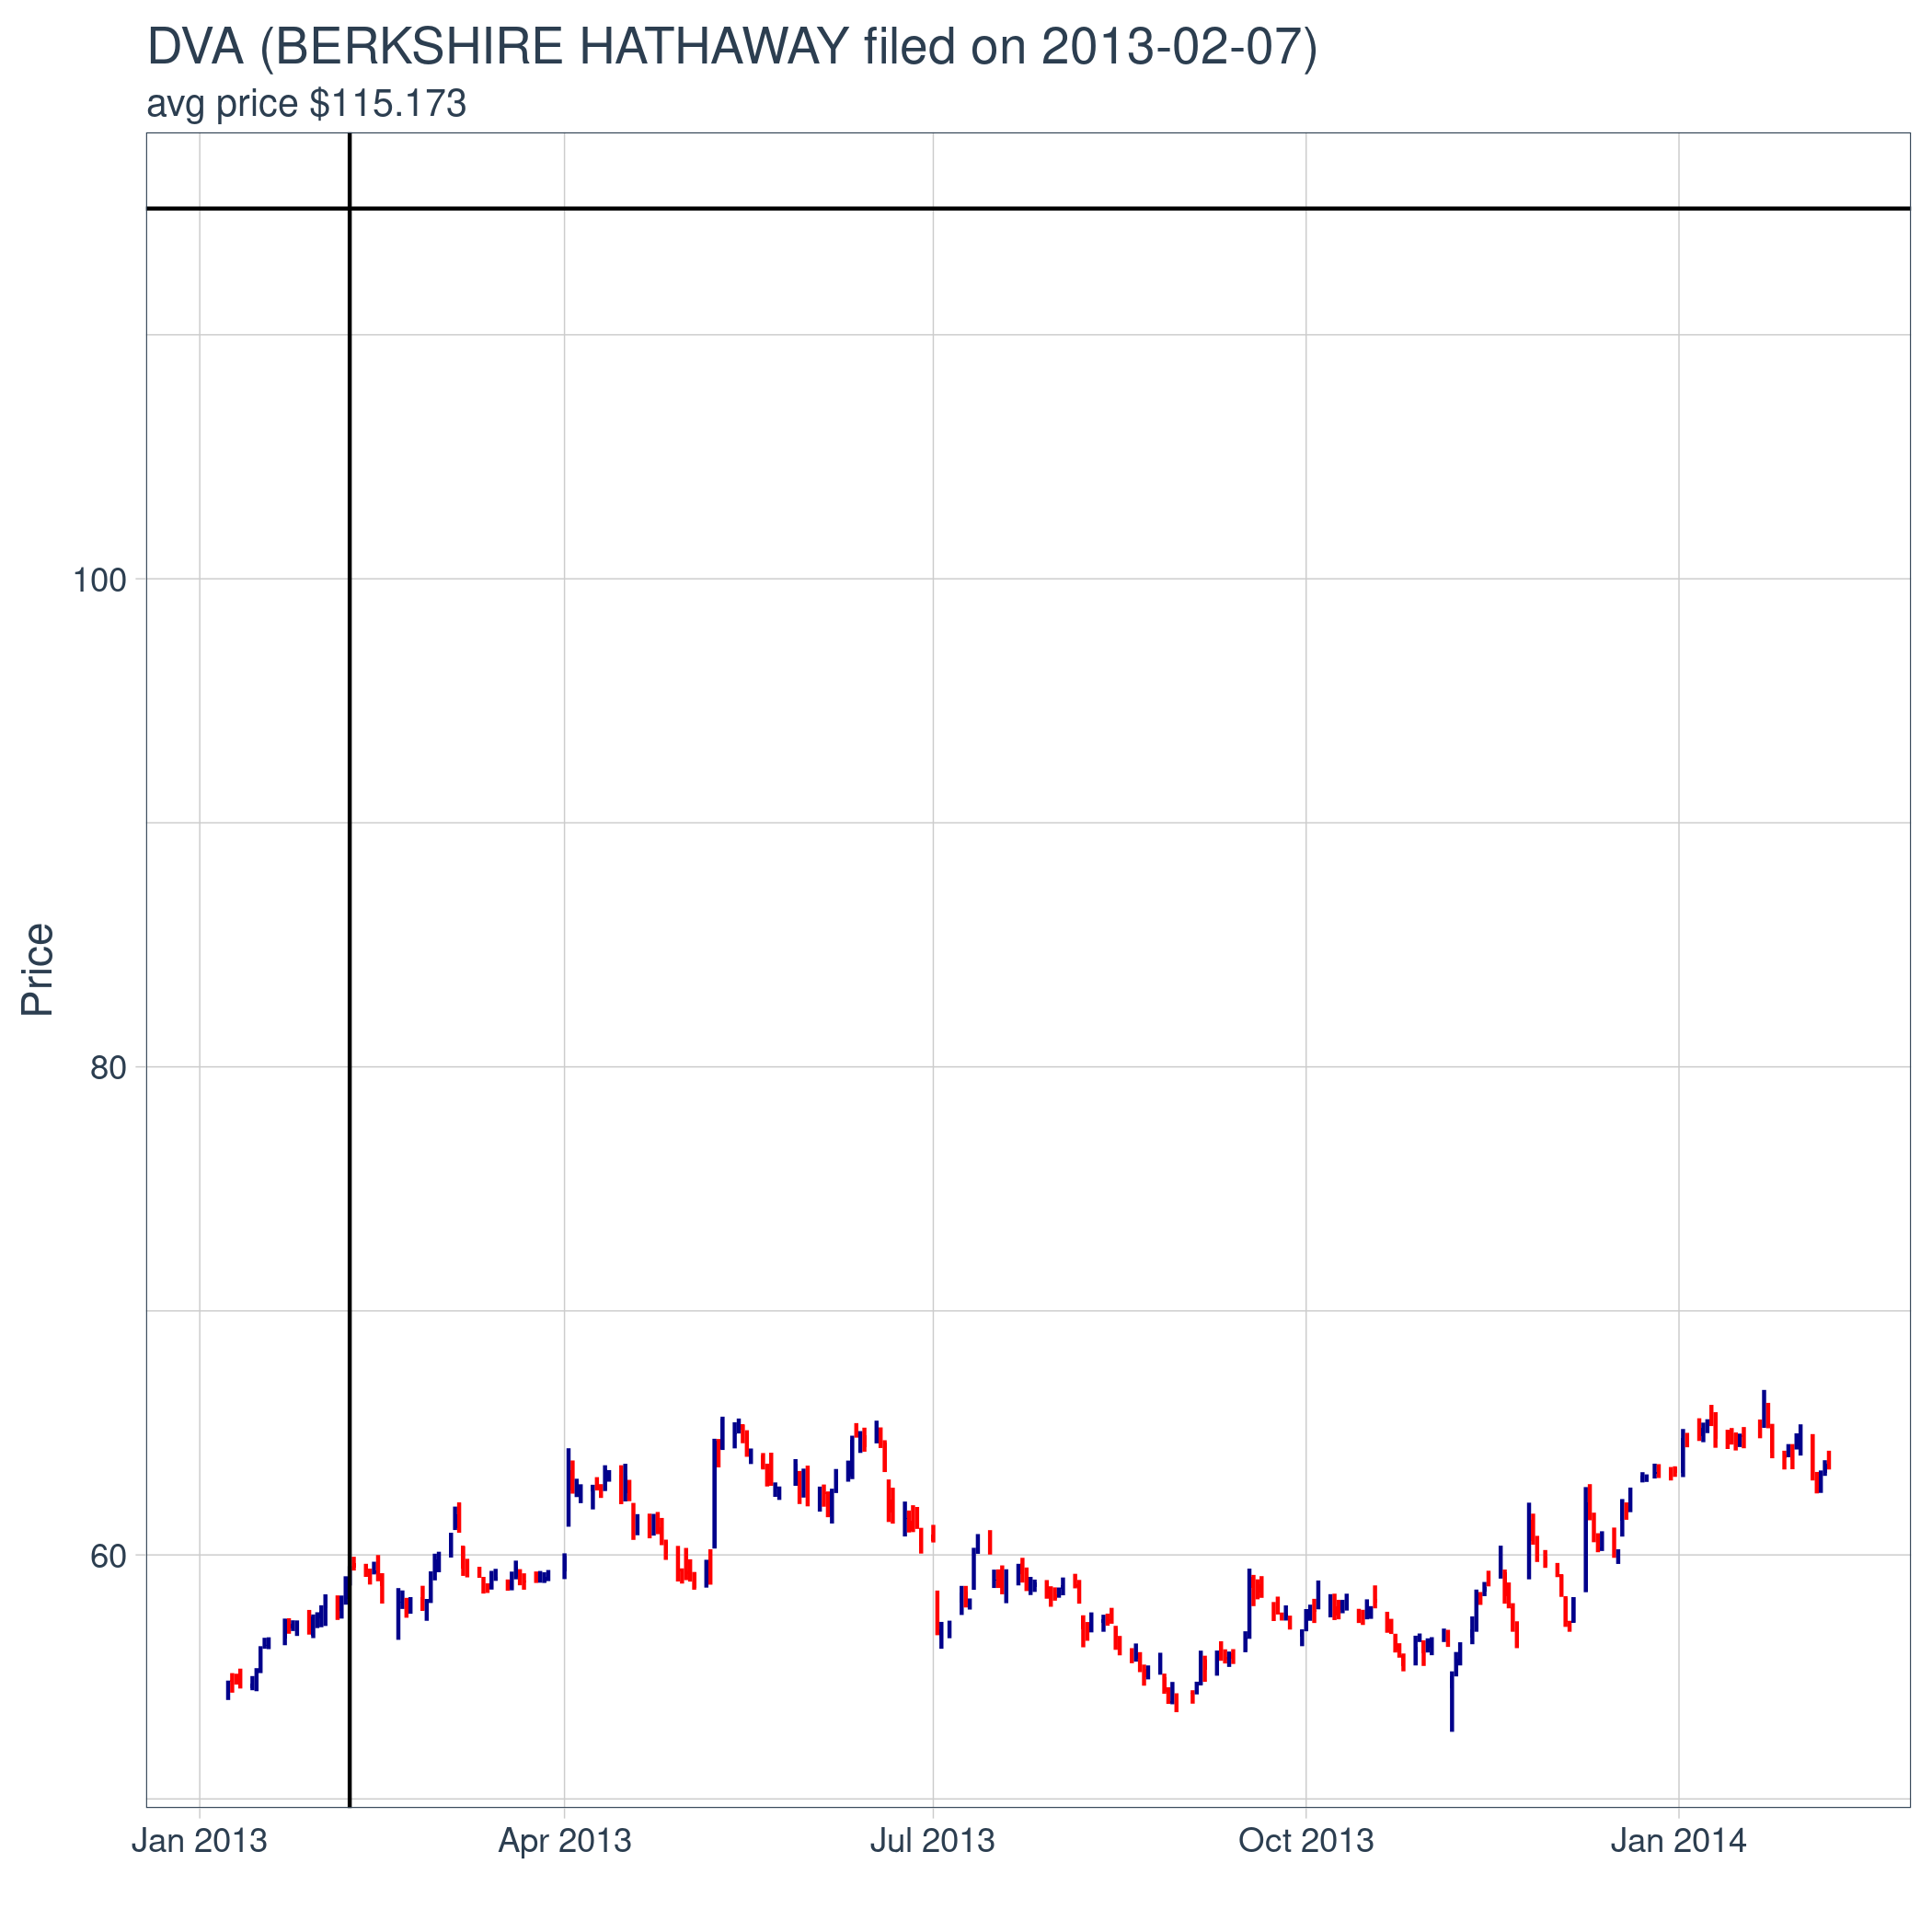 DVA (BERKSHIRE HATHAWAY filed on 2013-02-07)
avg price $115.173
100
80
60
Price
Jan 2013 Apr 2013 Jul 2013 Oct 2013 Jan 2014